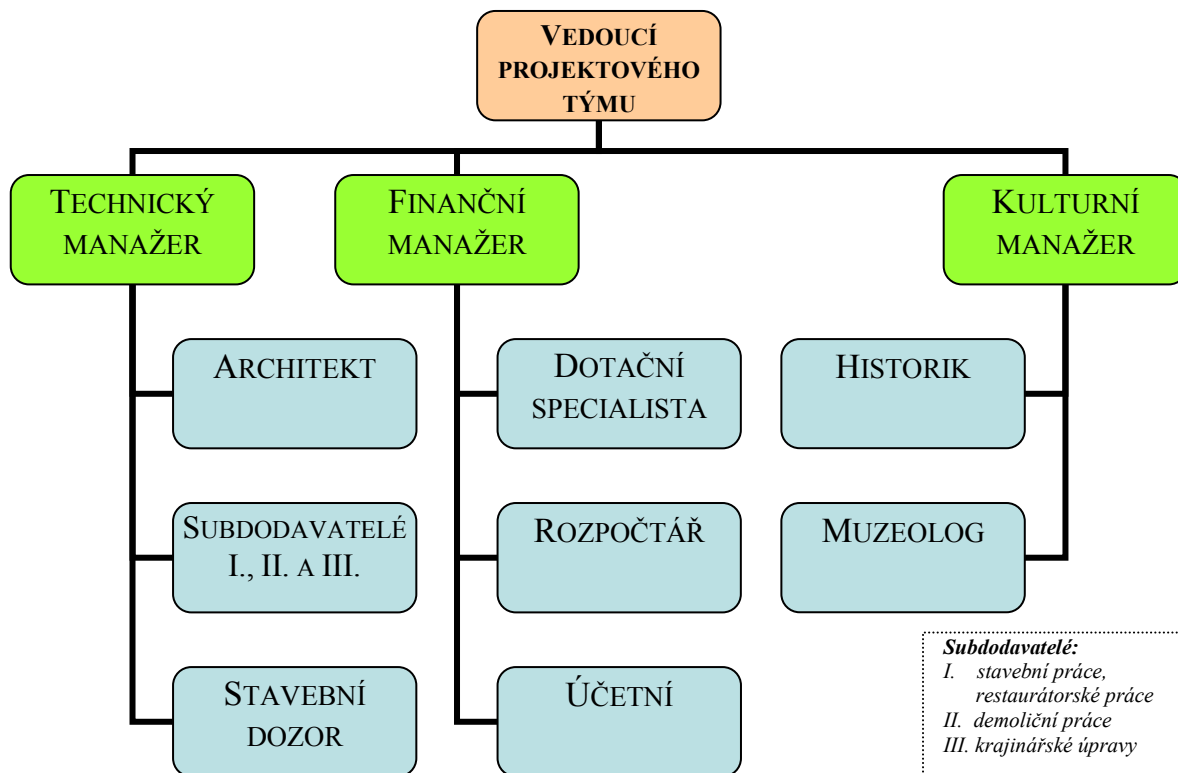 VEDOUCÍ
PROJEKTOVÉHO
TÝMU
TECHNICKÝ
MANAŽER
FINANČNÍ
MANAŽER
KULTURNÍ
MANAŽER
ARCHITEKT
DOTAČNÍ
SPECIALISTA
HISTORIK
SUBDODAVATELÉ
I., II. A III.
ROZPOČTÁŘ
MUZEOLOG
STAVEBNÍ
DOZOR
ÚČETNÍ
Subdodavatelé:
I. stavební práce,
restaurátorské práce
II. demoliční práce
III. krajinářské úpravy